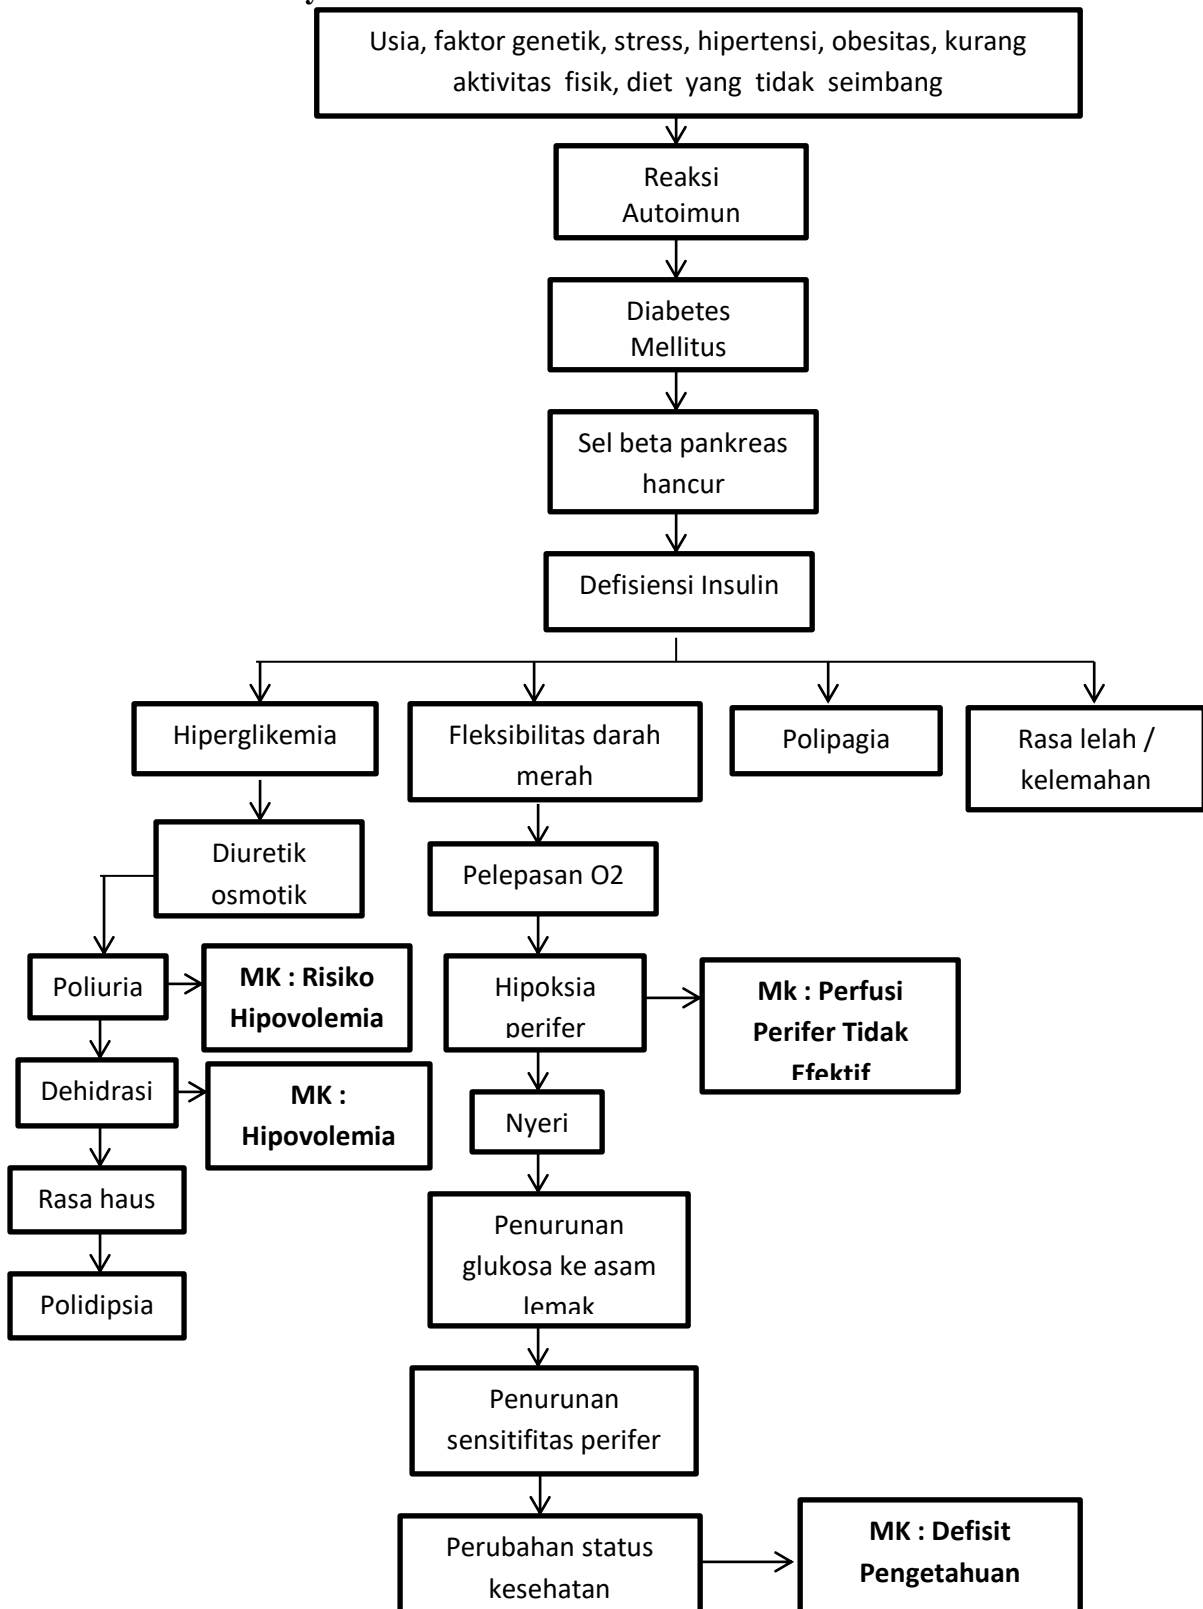 Usia, faktor genetik, stress, hipertensi, obesitas, kurang
aktivitas fisik, diet yang tidak seimbang
Reaksi
Autoimun
Diabetes
Mellitus
Sel beta pankreas
hancur
Defisiensi Insulin
Hiperglikemia
Fleksibilitas darah
merah
Polipagia
Rasa lelah /
kelemahan
Diuretik
osmotik
Pelepasan O2
Poliuria
MK : Risiko
Hipovolemia
Hipoksia
perifer
Mk : Perfusi
Perifer Tidak
Efektif
Dehidrasi
MK :
Hipovolemia
Nyeri
Rasa haus
Penurunan
glukosa ke asam
lemak
Polidipsia
Penurunan
sensitifitas perifer
Perubahan status
kesehatan
MK : Defisit
Pengetahuan